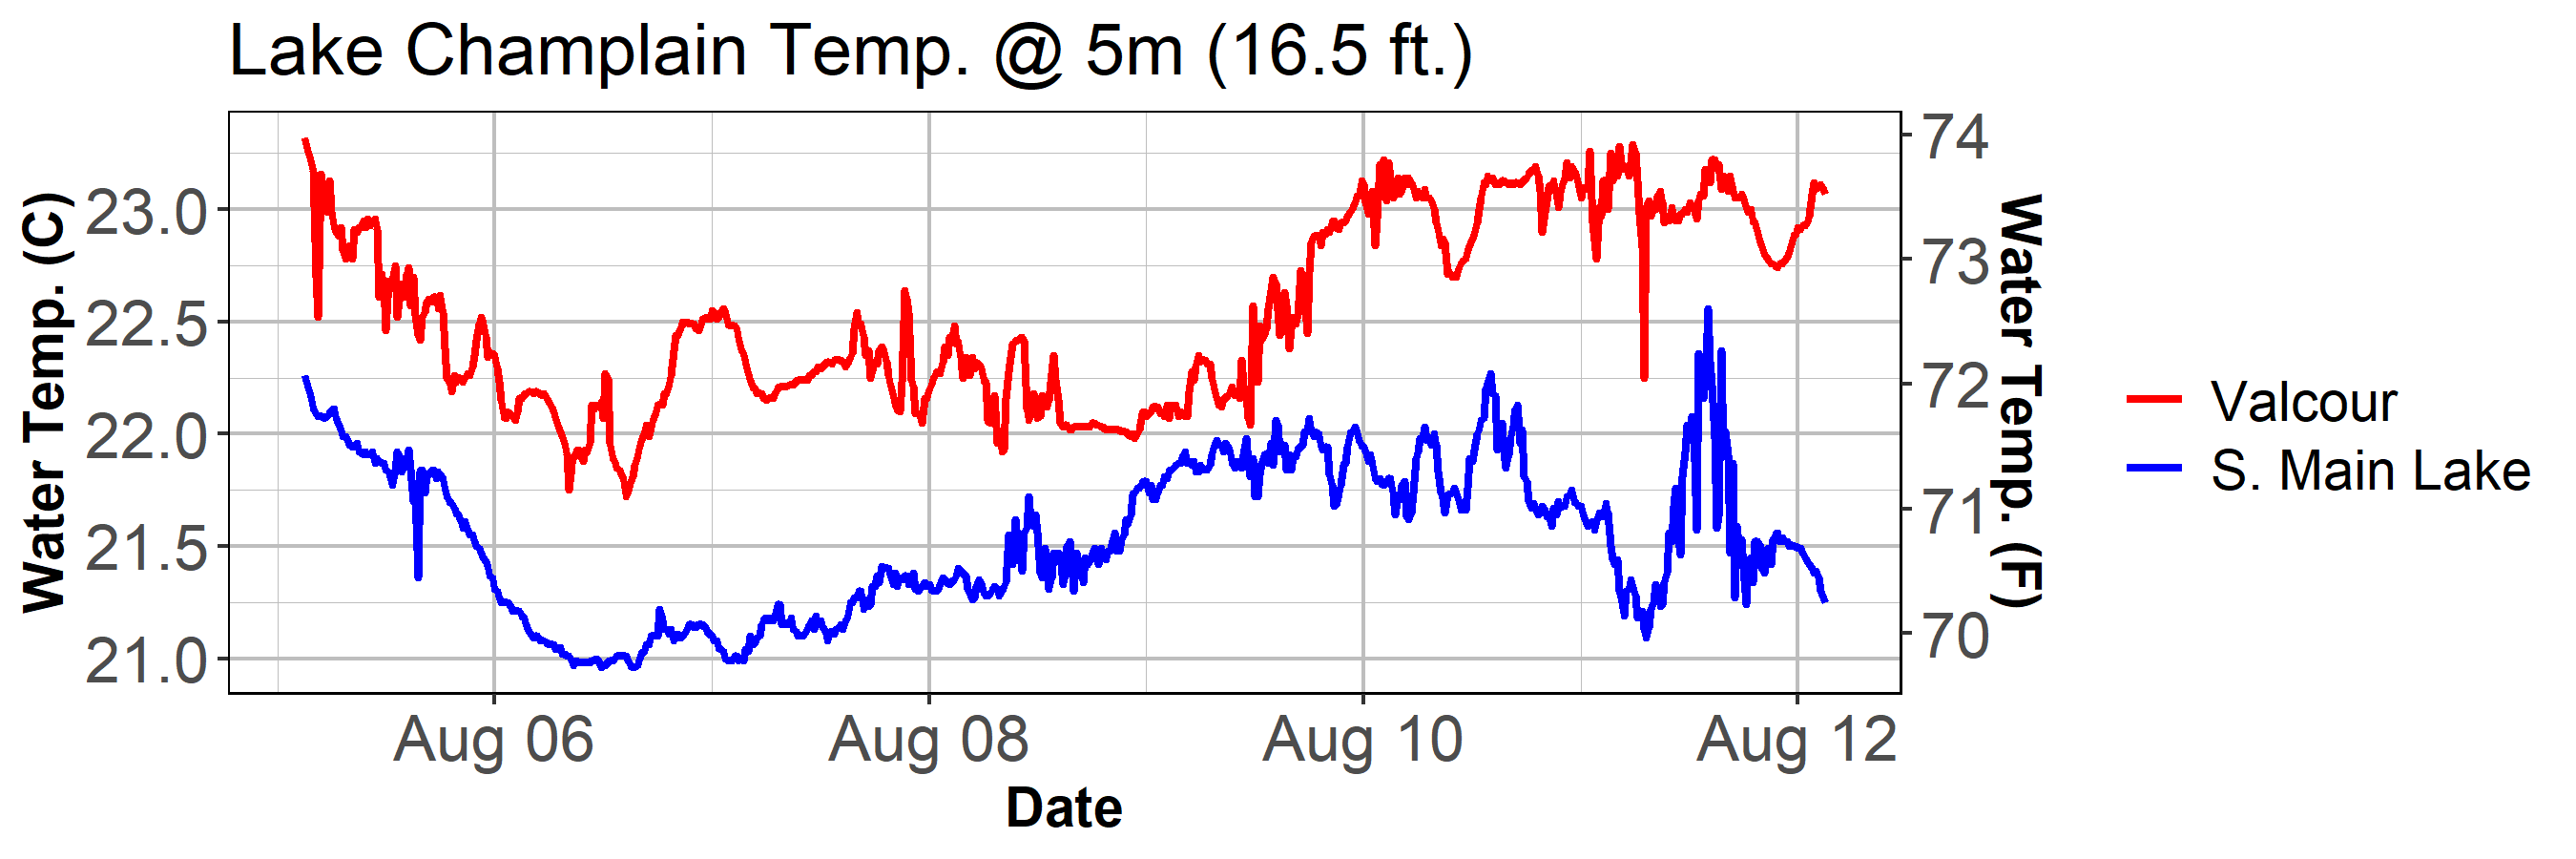 Lake Champlain Temp. @ 5m (16.5 ft.)
Water Temp. (C)
23.0
22.5
22.0
21.5
21.0
74
73
72
71
70
Water Temp. (F)
Aug 06 Aug 08 Aug 10 Aug 12
Date
Valcour
S. Main Lake